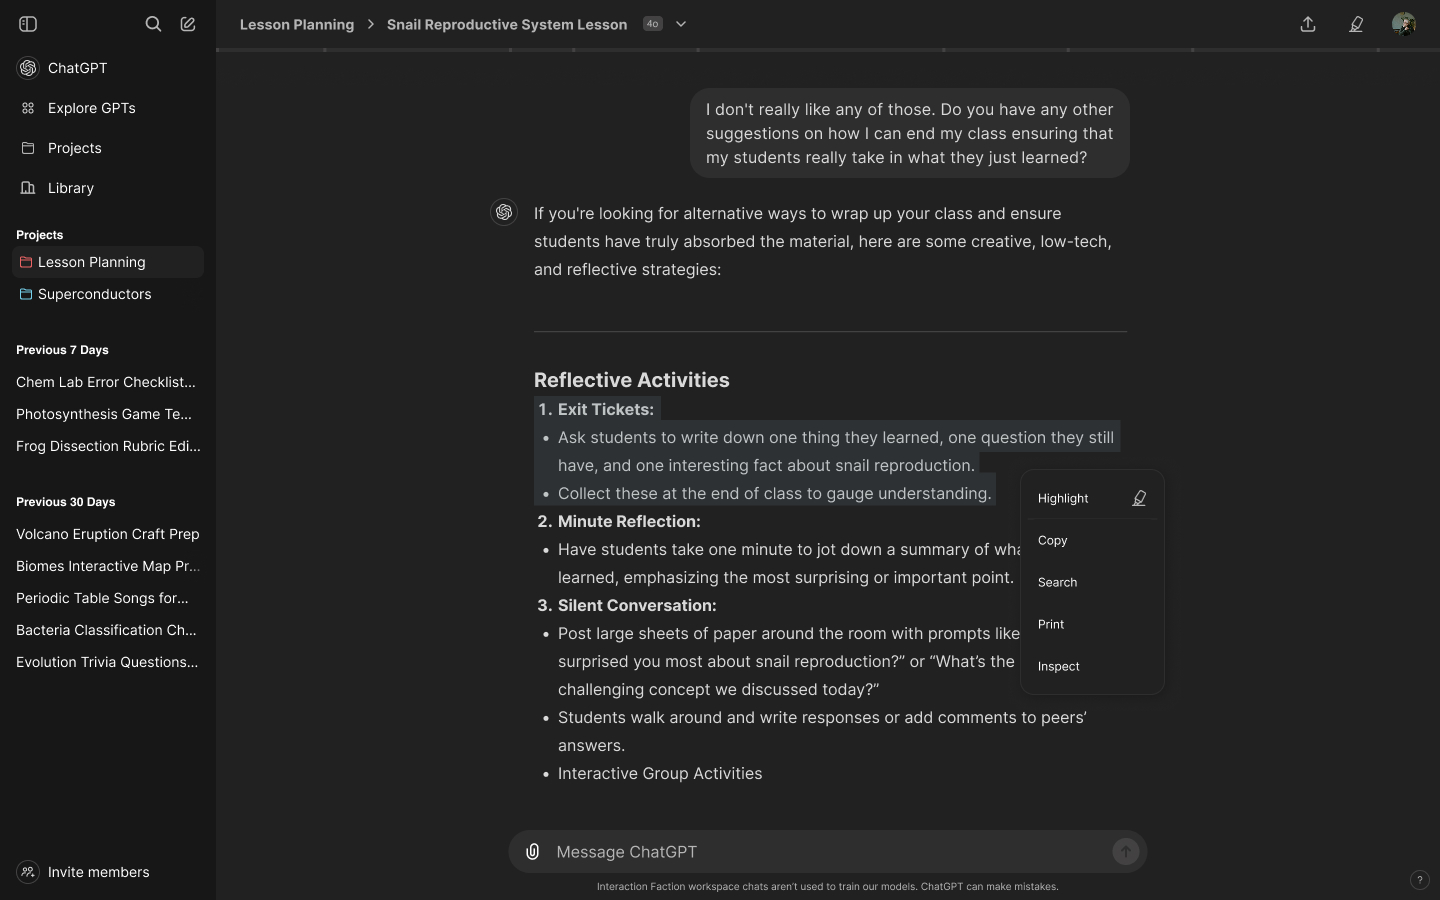 Lesson Planning > Snail Reproductive System Lesson 4o
ChatGPT
Explore GPTs
Projects
Library
Projects
Lesson Planning
Superconductors
Previous 7 Days
Chem Lab Error Checklist...
Photosynthesis Game Te...
Frog Dissection Rubric Edi...
Previous 30 Days
Volcano Eruption Craft Prep
Biomes Interactive Map Pr...
Periodic Table Songs for...
Bacteria Classification Ch...
Evolution Trivia Questions...
Invite members
I don't really like any of those. Do you have any other
suggestions on how I can end my class ensuring that
my students really take in what they just learned?
If you're looking for alternative ways to wrap up your class and ensure
students have truly absorbed the material, here are some creative, low-tech,
and reflective strategies:
Reflective Activities
1. Exit Tickets:
• Ask students to write down one thing they learned, one question they still
have, and one interesting fact about snail reproduction.
• Collect these at the end of class to gauge understanding.
2. Minute Reflection:
• Have students take one minute to jot down a summary of
learned, emphasizing the most surprising or important point.
3. Silent Conversation:
• Post large sheets of paper around the room with prompts like
surprised you most about snail reproduction?” or “What’s the
challenging concept we discussed today?”
• Students walk around and write responses or add comments to peers’
answers.
• Interactive Group Activities
Highlight
Copy
Search
Print
Inspect
Message ChatGPT
Interaction Faction workspace chats aren't used to train our models. ChatGPT can make mistakes.
?